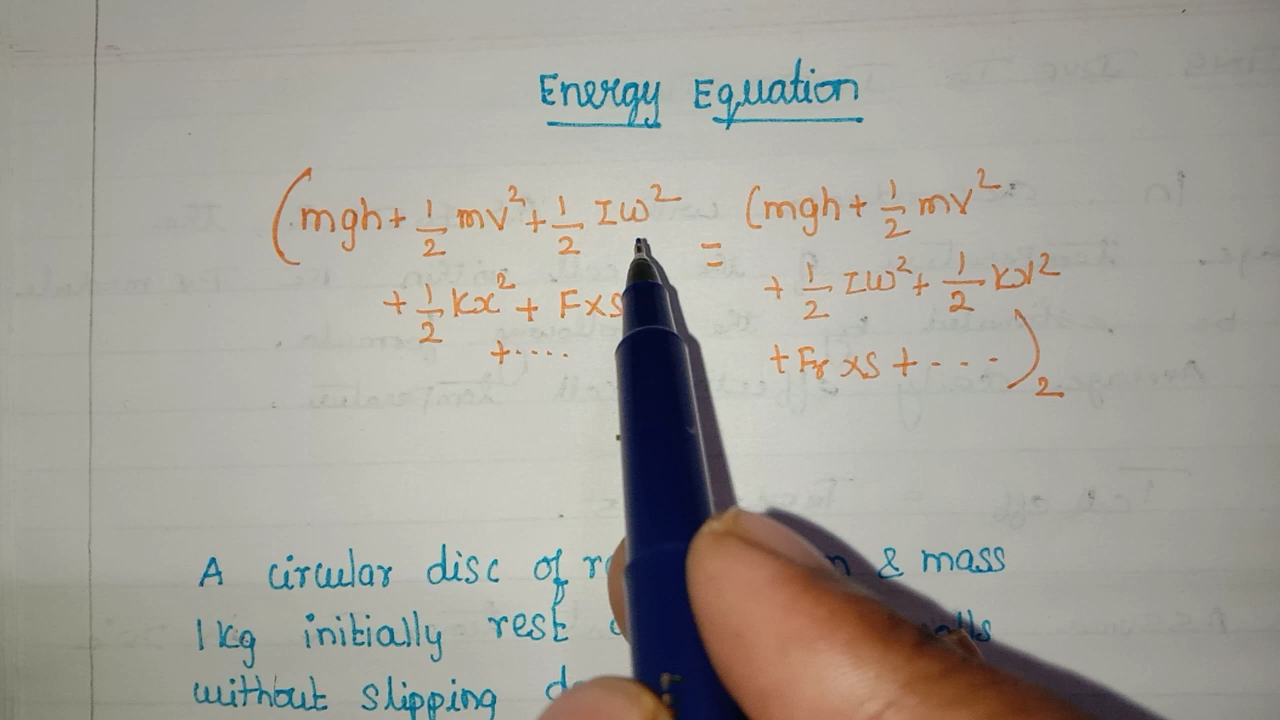 Energy Equation
(mgh + 1/2 mv² + 1/2 Iω² = (mgh + 1/2 mv²
+ 1/2 Kx² + F×S + 1/2 Iω² + 1/2 Kx²
+.... + Fr ×S + - - - )₂
A circular disc of & mass
1kg initially rest
without slipping